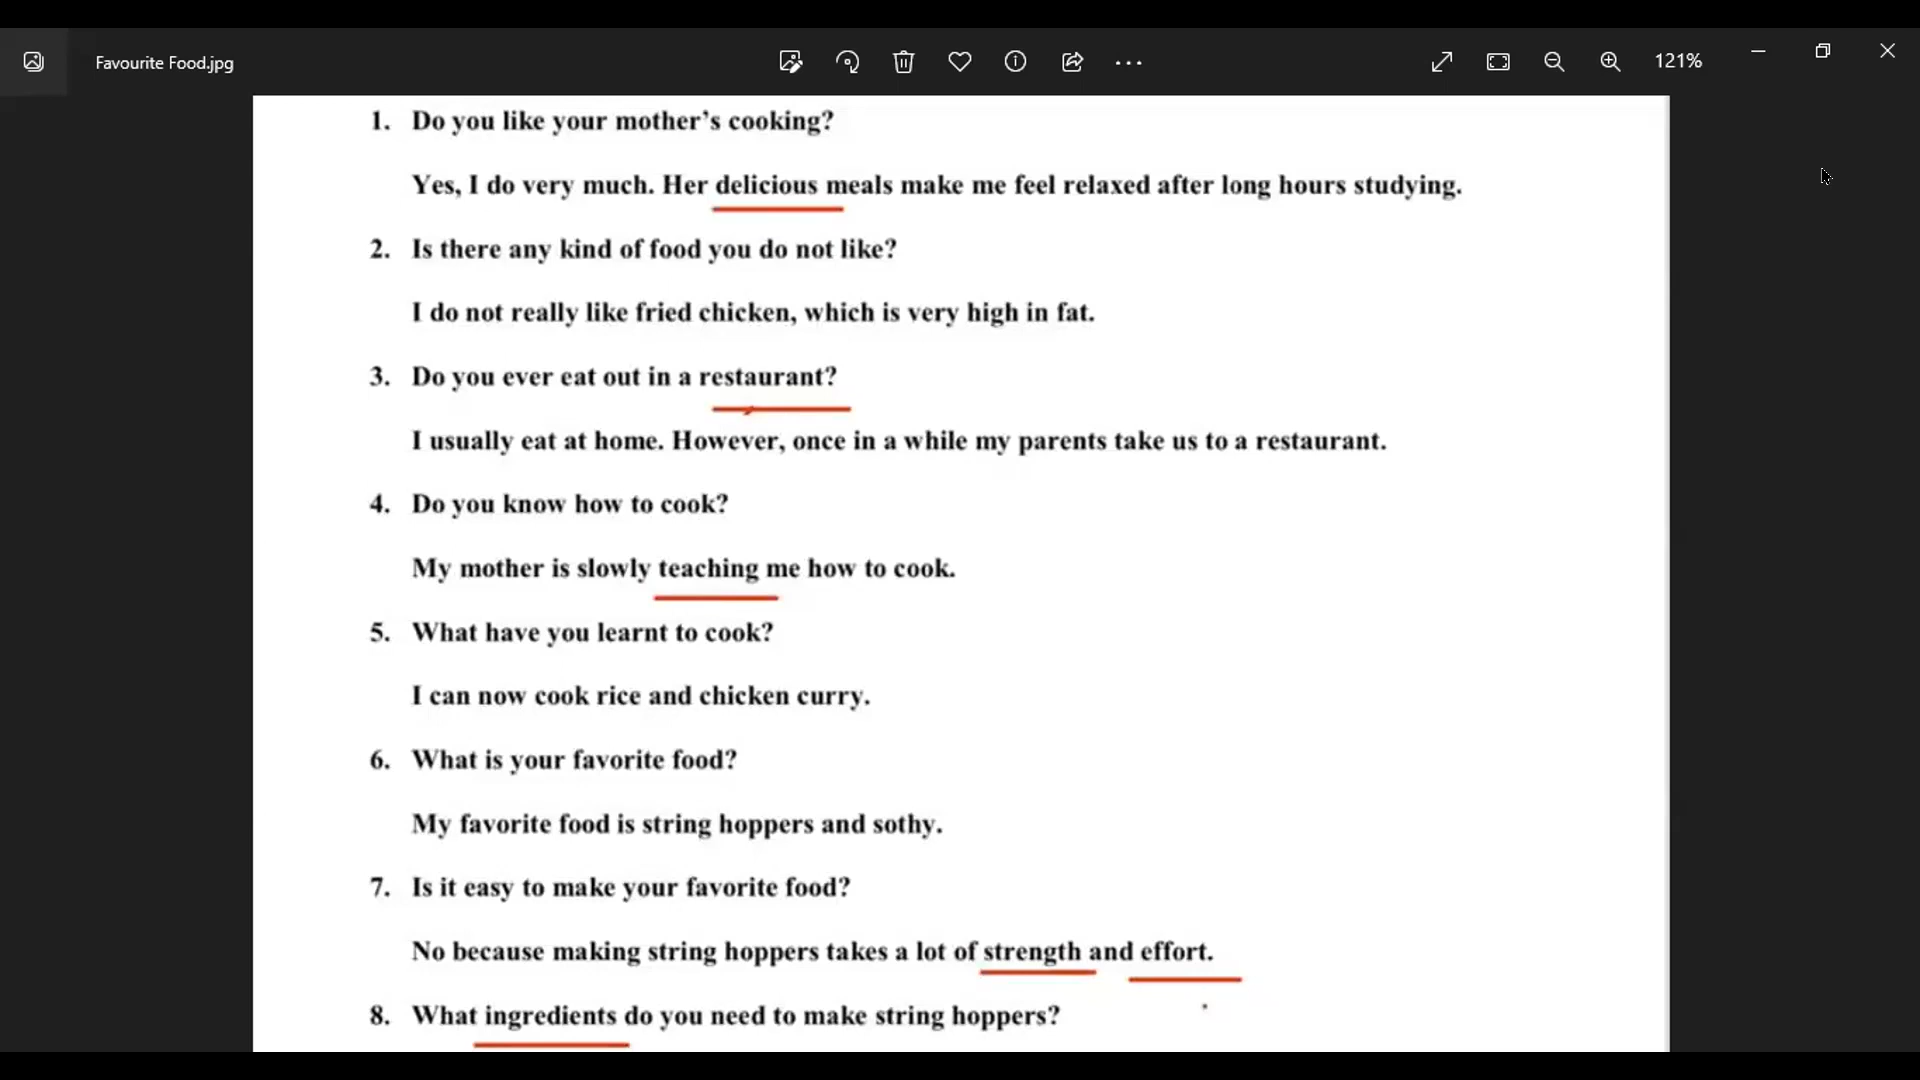 Favourite Food.jpg
121%
1. Do you like your mother’s cooking?
Yes, I do very much. Her delicious meals make me feel relaxed after long hours studying.
2. Is there any kind of food you do not like?
I do not really like fried chicken, which is very high in fat.
3. Do you ever eat out in a restaurant?
I usually eat at home. However, once in a while my parents take us to a restaurant.
4. Do you know how to cook?
My mother is slowly teaching me how to cook.
5. What have you learnt to cook?
I can now cook rice and chicken curry.
6. What is your favorite food?
My favorite food is string hoppers and sothy.
7. Is it easy to make your favorite food?
No because making string hoppers takes a lot of strength and effort.
8. What ingredients do you need to make string hoppers?